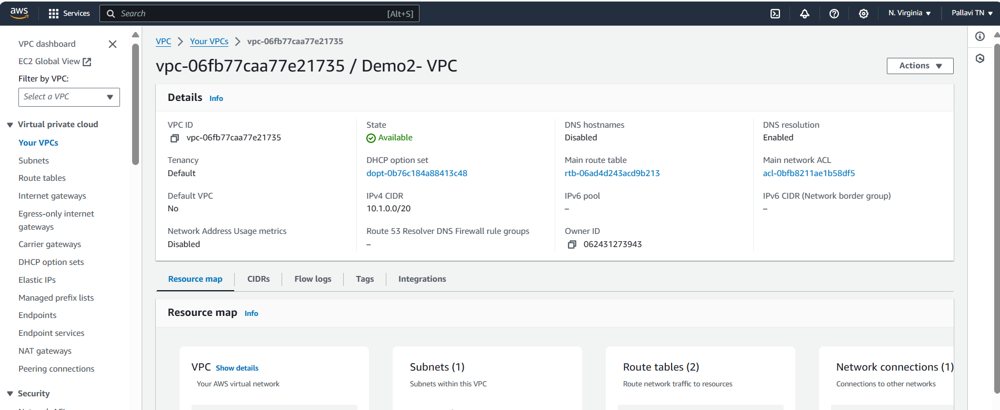 aws
Services
Search
[Alt+S]
N. Virginia
Pallavi TN
VPC dashboard
EC2 Global View
Filter by VPC:
Select a VPC
Virtual private cloud
Your VPCs
Subnets
Route tables
Internet gateways
Egress-only internet
gateways
Carrier gateways
DHCP option sets
Elastic IPs
Managed prefix lists
Endpoints
Endpoint services
NAT gateways
Peering connections
Security
VPC
Your VPCs
vpc-06fb77caa77e21735
vpc-06fb77caa77e21735 / Demo2- VPC
Actions
Details
Info
VPC ID
vpc-06fb77caa77e21735
State
Available
DNS hostnames
Disabled
DNS resolution
Enabled
Tenancy
Default
DHCP option set
dopt-0b76c184a88413c48
Main route table
rtb-06ad4d243acd9b213
Main network ACL
acl-0bfb8211ae1b58df5
Default VPC
No
IPv4 CIDR
10.1.0.0/20
IPv6 pool
–
IPv6 CIDR (Network border group)
–
Network Address Usage metrics
Disabled
Route 53 Resolver DNS Firewall rule groups
–
Owner ID
062431273943
Resource map
CIDRs
Flow logs
Tags
Integrations
Resource map
Info
VPC
Show details
Your AWS virtual network
Subnets (1)
Subnets within this VPC
Route tables (2)
Route network traffic to resources
Network connections (1)
Connections to other networks